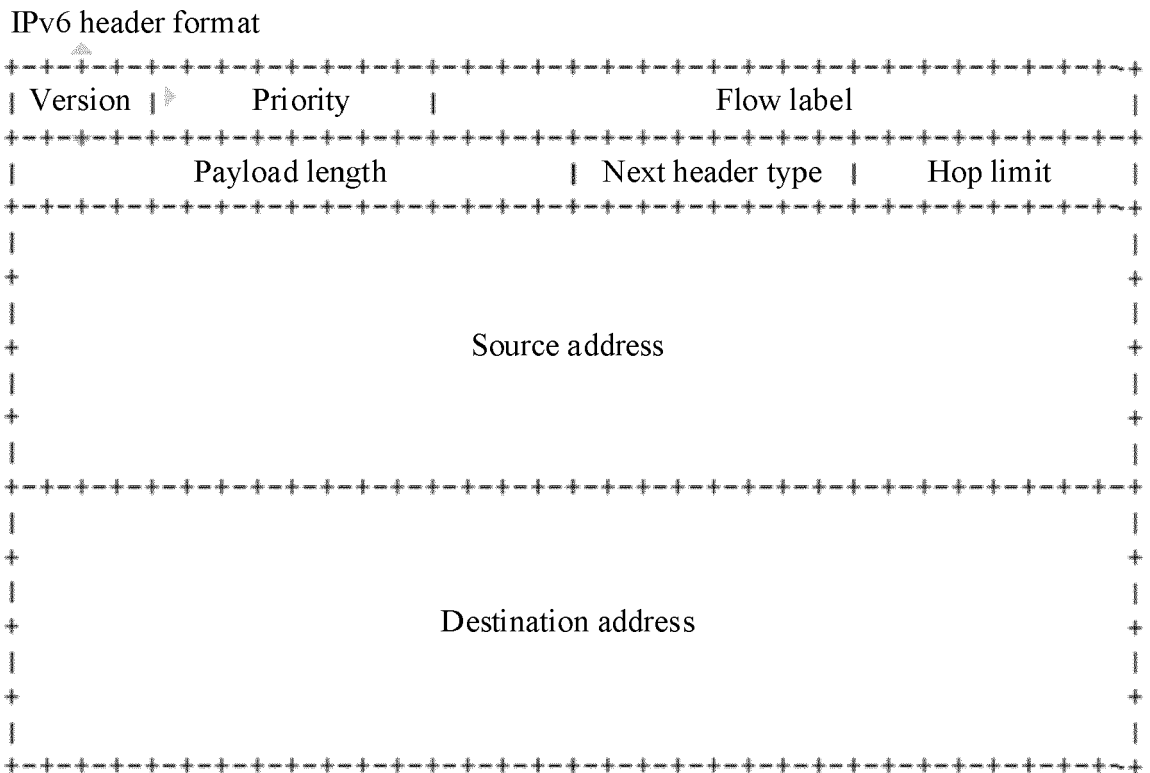 IPv6 header format
Version | Priority | Flow label
Payload length | Next header type | Hop limit
Source address
Destination address